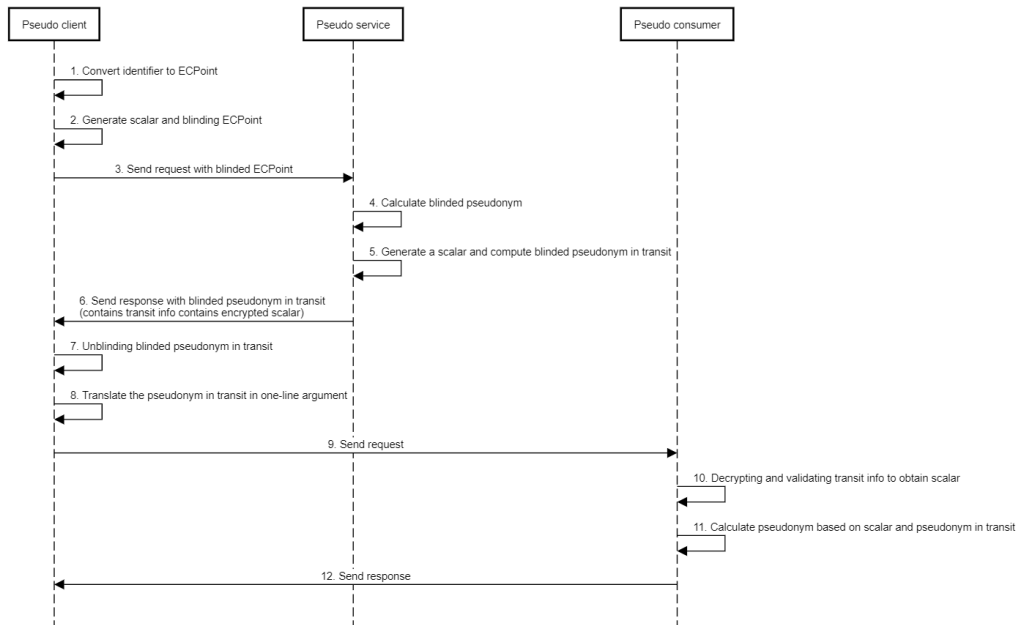 Pseudo client
Pseudo service
Pseudo consumer
1. Convert identifier to ECPoint
2. Generate scalar and blinding ECPoint
3. Send request with blinded ECPoint
4. Calculate blinded pseudonym
5. Generate a scalar and compute blinded pseudonym in transit
6. Send response with blinded pseudonym in transit
(contains transit info contains encrypted scalar)
7. Unblinding blinded pseudonym in transit
8. Translate the pseudonym in transit in one-line argument
9. Send request
10. Decrypting and validating transit info to obtain scalar
11. Calculate pseudonym based on scalar and pseudonym in transit
12. Send response